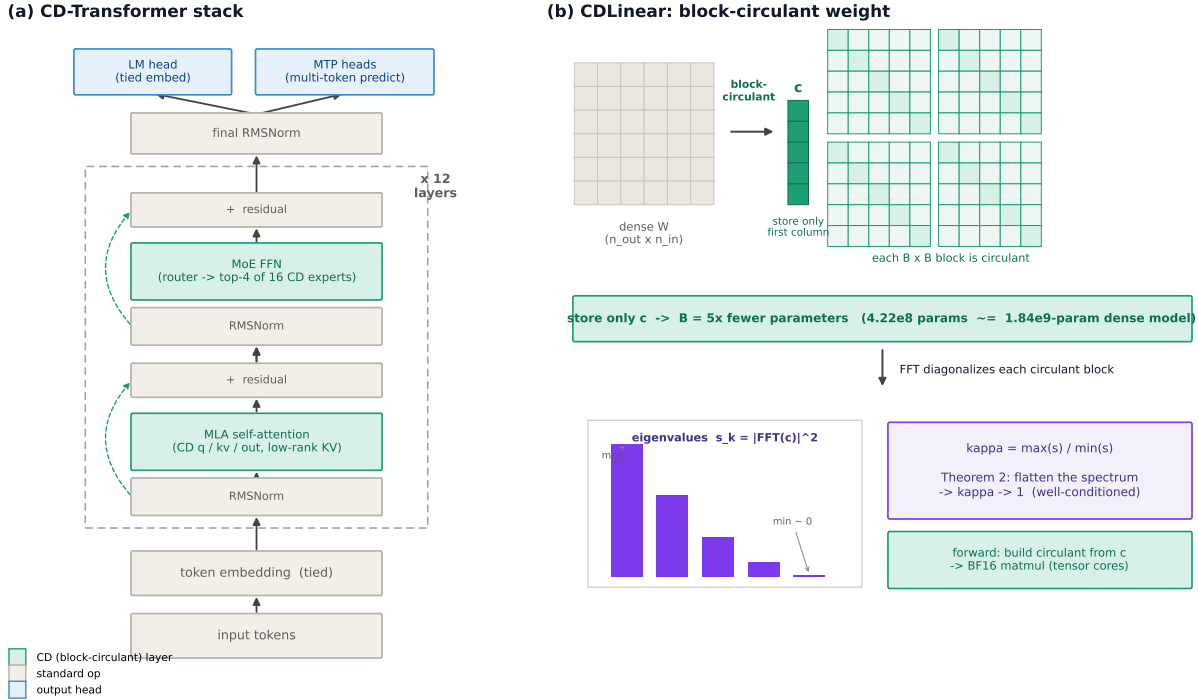 (a) CD-Transformer stack
LM head
(tied embed)
MTP heads
(multi-token predict)
final RMSNorm
x 12
layers
+ residual
MoE FFN
(router -> top-4 of 16 CD experts)
RMSNorm
+ residual
MLA self-attention
(CD q / kv / out, low-rank KV)
RMSNorm
token embedding (tied)
input tokens
CD (block-circulant) layer
standard op
output head
(b) CDLinear: block-circulant weight
dense W
(n_out x n_in)
block-
circulant
c
store only
first column
each B x B block is circulant
store only c -> B = 5x fewer parameters (4.22e8 params ~= 1.84e9-param dense model)
FFT diagonalizes each circulant block
eigenvalues s_k = |FFT(c)|^2
max
min ~ 0
kappa = max(s) / min(s)
Theorem 2: flatten the spectrum
-> kappa -> 1 (well-conditioned)
forward: build circulant from c
-> BF16 matmul (tensor cores)